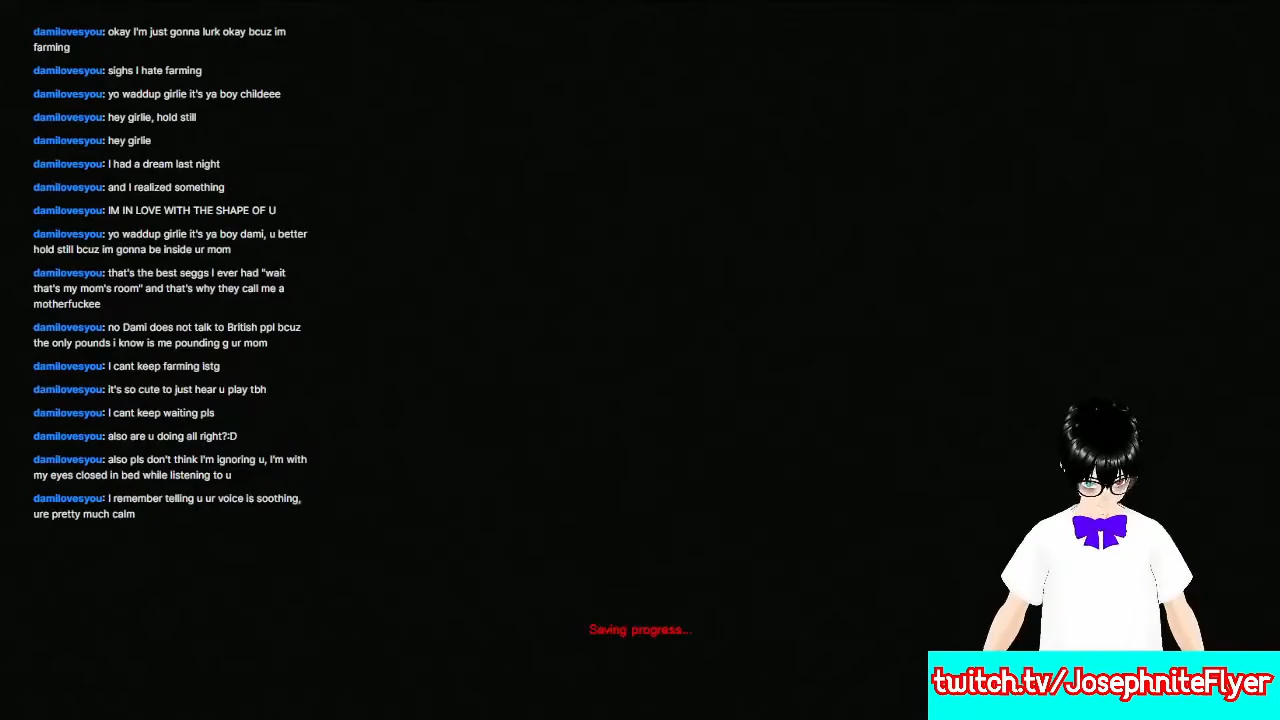 damilovesyou: okay I'm just gonna lurk okay bcuz im
farming
damilovesyou: sighs I hate farming
damilovesyou: yo waddup girlie it's ya boy childeee
damilovesyou: hey girlie, hold still
damilovesyou: hey girlie
damilovesyou: I had a dream last night
damilovesyou: and I realized something
damilovesyou: IM IN LOVE WITH THE SHAPE OF U
damilovesyou: yo waddup girlie it's ya boy dami, u better
hold still bcuz im gonna be inside ur mom
damilovesyou: that's the best seggs I ever had "wait
that's my mom's room" and that's why they call me a
motherfuckee
damilovesyou: no Dami does not talk to British ppl bcuz
the only pounds i know is me pounding g ur mom
damilovesyou: I cant keep farming istg
damilovesyou: it's so cute to just hear u play tbh
damilovesyou: I cant keep waiting pls
damilovesyou: also are u doing all right?:D
damilovesyou: also pls don't think I'm ignoring u, I'm with
my eyes closed in bed while listening to u
damilovesyou: I remember telling u ur voice is soothing,
ure pretty much calm
Saving progress...
twitch.tv/JosephniteFlyer